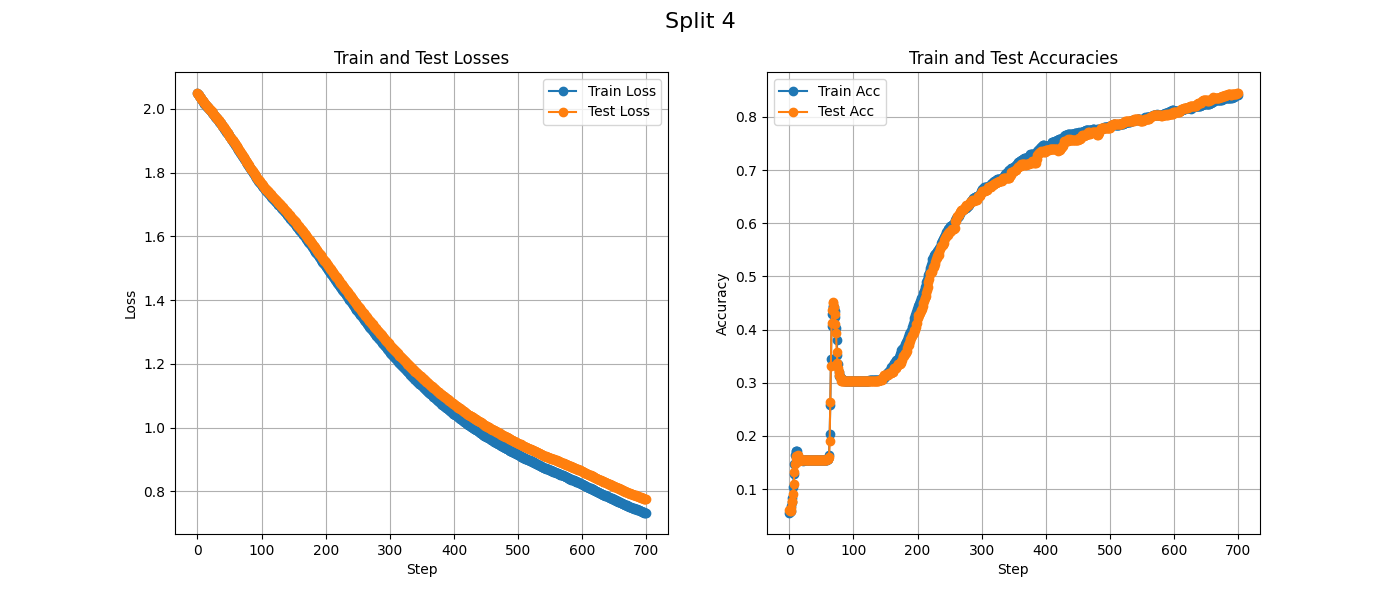 Split 4
Train and Test Losses
Train Loss
Test Loss
2.0
1.8
1.6
1.4
1.2
1.0
0.8
Loss
0 100 200 300 400 500 600 700
Step
Train and Test Accuracies
Train Acc
Test Acc
0.8
0.7
0.6
0.5
0.4
0.3
0.2
0.1
Accuracy
0 100 200 300 400 500 600 700
Step